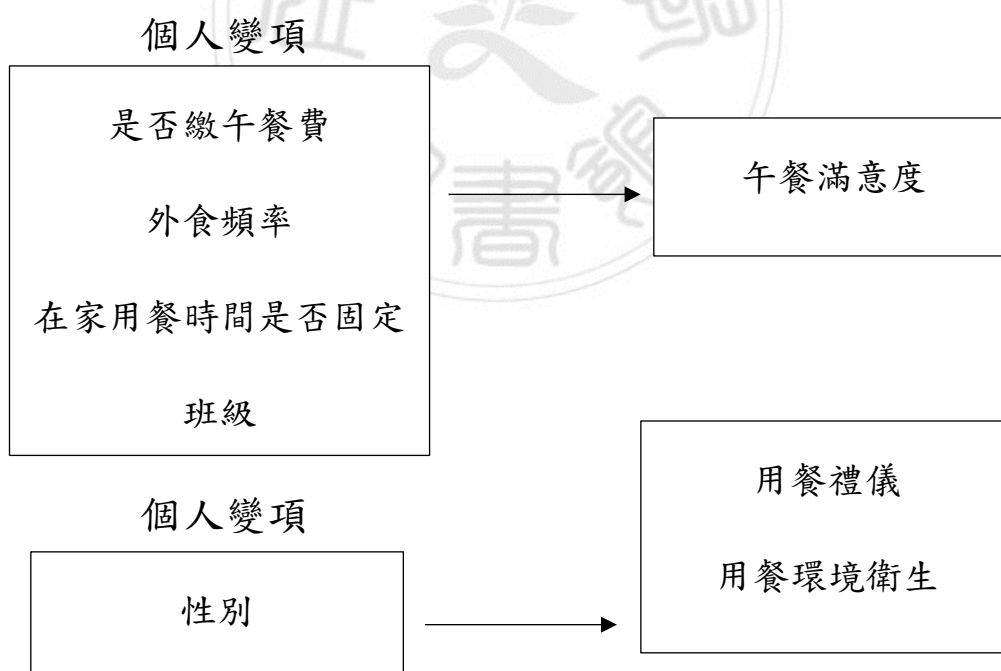 個人變項
是否繳午餐費
外食頻率
在家用餐時間是否固定
班級
午餐滿意度
個人變項
性別
用餐禮儀
用餐環境衛生
書